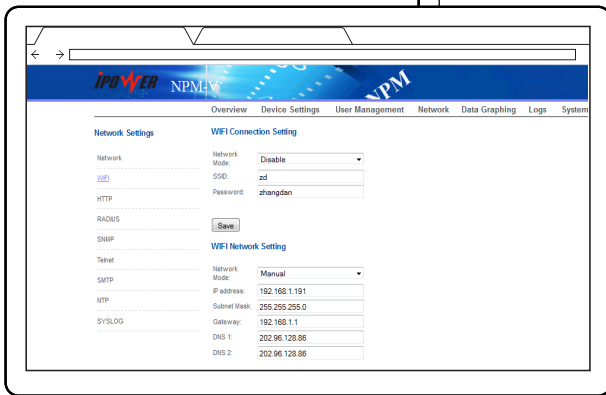 iPOWER NPM-V NPM
Overview Device Settings User Management Network Data Graphing Logs System
Network Settings
Network
WIFI
HTTP
RADIUS
SNMP
Telnet
SMTP
NTP
SYSLOG
WIFI Connection Setting
Network Mode: Disable
SSID: zd
Password: zhangdan
Save
WIFI Network Setting
Network Mode: Manual
IP address: 192.168.1.191
Subnet Mask: 255.255.255.0
Gateway: 192.168.1.1
DNS 1: 202.96.128.86
DNS 2: 202.96.128.86